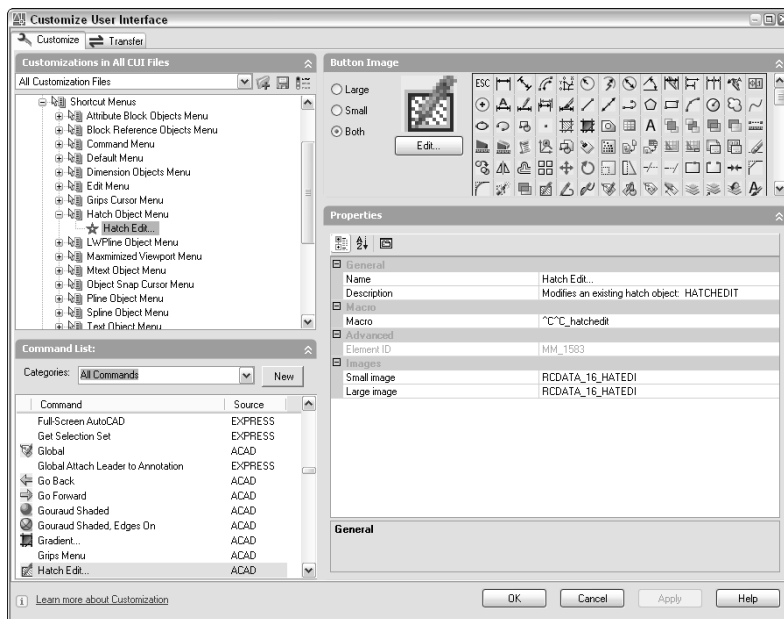 Customize User Interface
Customize
Transfer
Customizations in All CUI Files
All Customization Files
Shortcut Menus
Attribute Block Objects Menu
Block Reference Objects Menu
Command Menu
Default Menu
Dimension Objects Menu
Edit Menu
Grips Cursor Menu
Hatch Object Menu
Hatch Edit...
LWPline Object Menu
Maxmimized Viewport Menu
Mtext Object Menu
Object Snap Cursor Menu
Pline Object Menu
Spline Object Menu
Text Object Menu
Command List:
Categories: All Commands New
Command Source
Full-Screen AutoCAD EXPRESS
Get Selection Set EXPRESS
Global ACAD
Global Attach Leader to Annotation EXPRESS
Go Back ACAD
Go Forward ACAD
Gouraud Shaded ACAD
Gouraud Shaded, Edges On ACAD
Gradient... ACAD
Grips Menu ACAD
Hatch Edit... ACAD
Button Image
Large
Small
Both
Edit...
ESC
Properties
General
Name Hatch Edit...
Description Modifies an existing hatch object: HATCHEDIT
Macro
Macro ^C^C_hatchedit
Advanced
Element ID MM_1583
Images
Small image RCDATA_16_HATEDI
Large image RCDATA_16_HATEDI
General
Learn more about Customization
OK Cancel Apply Help